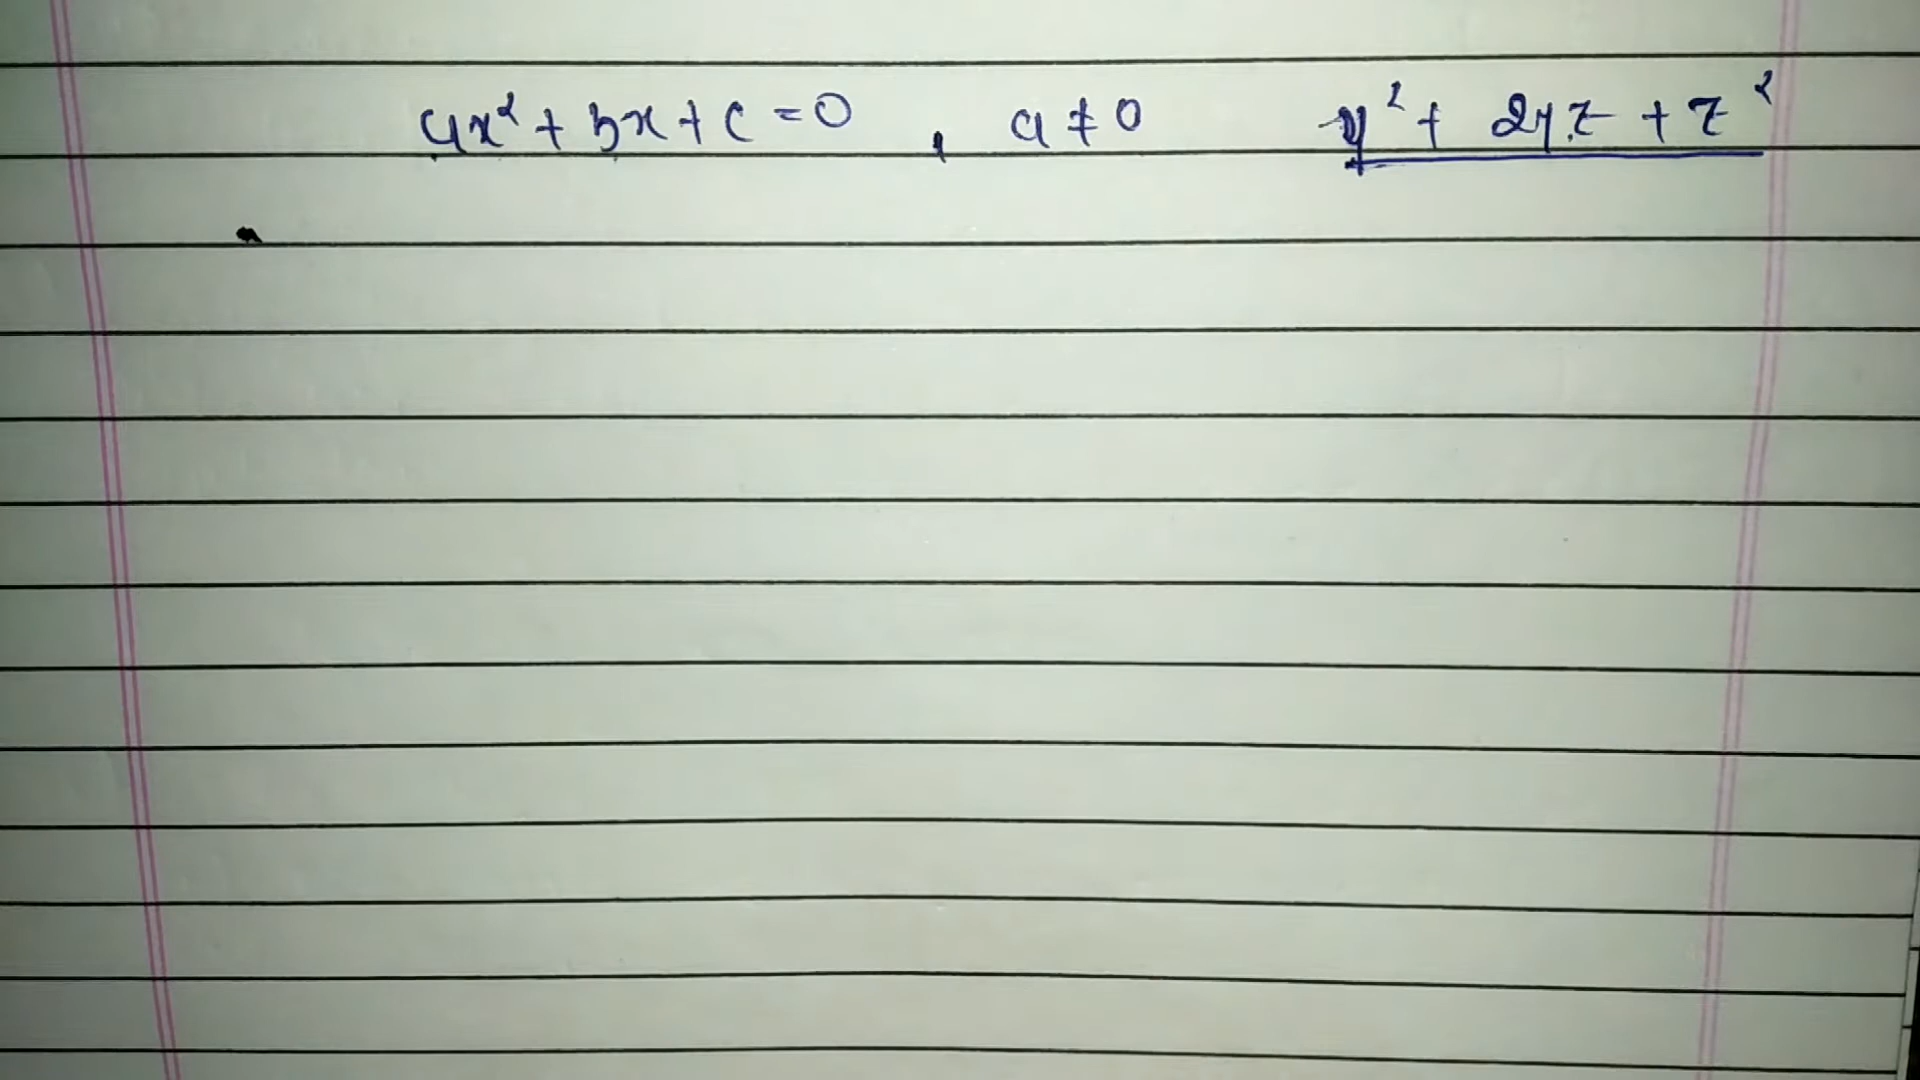 ax² + bx + c = 0 , a ≠ 0 y² + 2yz + z²